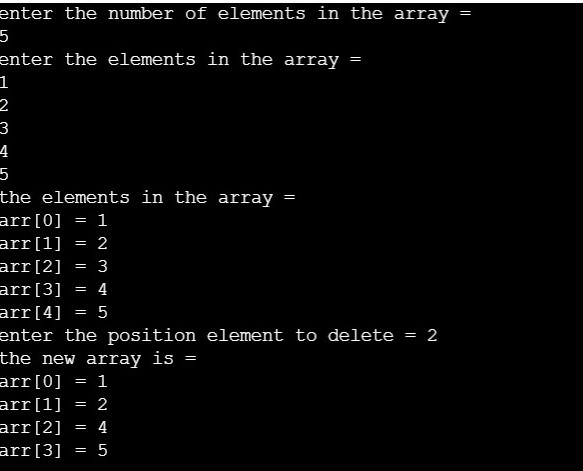 enter the number of elements in the array =
5
enter the elements in the array =
1
2
3
4
5
the elements in the array =
arr[0] = 1
arr[1] = 2
arr[2] = 3
arr[3] = 4
arr[4] = 5
enter the position element to delete = 2
the new array is =
arr[0] = 1
arr[1] = 2
arr[2] = 4
arr[3] = 5